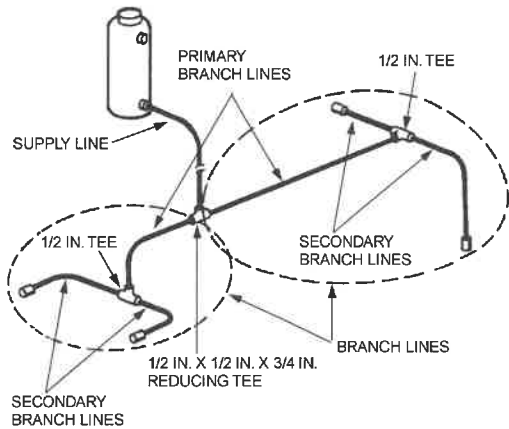 PRIMARY
BRANCH LINES
1/2 IN. TEE
SUPPLY LINE
1/2 IN. TEE
SECONDARY
BRANCH LINES
BRANCH LINES
1/2 IN. X 1/2 IN. X 3/4 IN.
REDUCING TEE
SECONDARY
BRANCH LINES